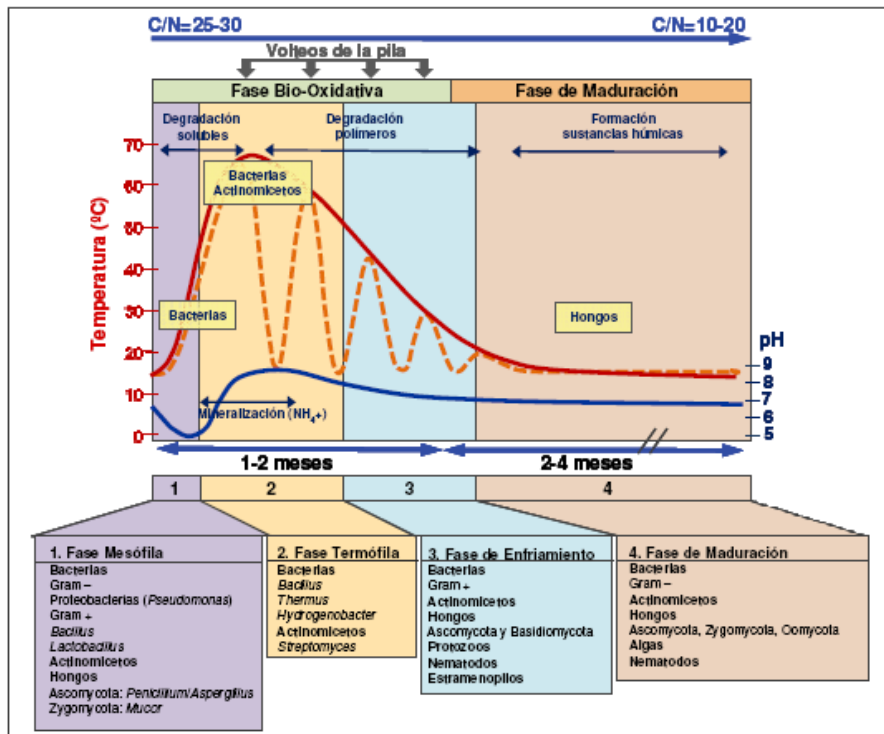 C/N=25-30
C/N=10-20
Volteos de la pila
Fase Bio-Oxidativa
Fase de Maduración
Degradación
solubles
Degradación
polímeros
Formación
sustancias húmicas
Temperatura (ºC)
70
60
50
40
30
20
10
0
Bacterias
Actinomicetos
Bacterias
Hongos
Mineralización (NH₄+)
pH
9
8
7
6
5
1-2 meses
2-4 meses
1
2
3
4
1. Fase Mesófila
Bacterias
Gram –
Proteobacterias (Pseudomonas)
Gram +
Bacillus
Lactobacillus
Actinomicetos
Hongos
Ascomycota: Penicillium/Aspergillus
Zygomycota: Mucor
2. Fase Termófila
Bacterias
Bacillus
Thermus
Hydrogenobacter
Actinomicetos
Streptomyces
3. Fase de Enfriamiento
Bacterias
Gram +
Actinomicetos
Hongos
Ascomycota y Basidiomycota
Protozoos
Nematodos
Estramenopilos
4. Fase de Maduración
Bacterias
Gram –
Actinomicetos
Hongos
Ascomycota, Zygomycota, Oomycota
Algas
Nematodos